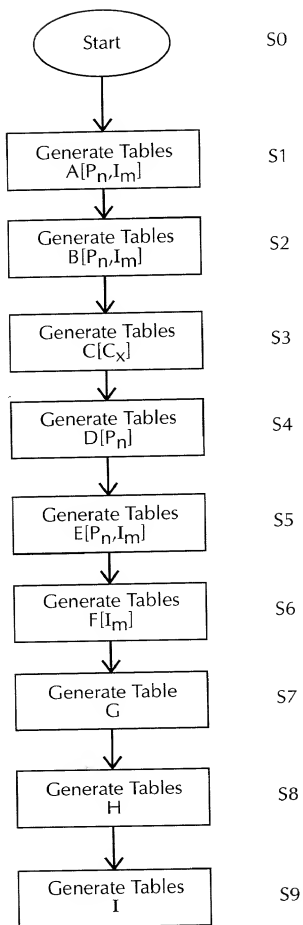 Start
S0
Generate Tables
A[Pn,Im]
S1
Generate Tables
B[Pn,Im]
S2
Generate Tables
C[Cx]
S3
Generate Tables
D[Pn]
S4
Generate Tables
E[Pn,Im]
S5
Generate Tables
F[Im]
S6
Generate Table
G
S7
Generate Tables
H
S8
Generate Tables
I
S9